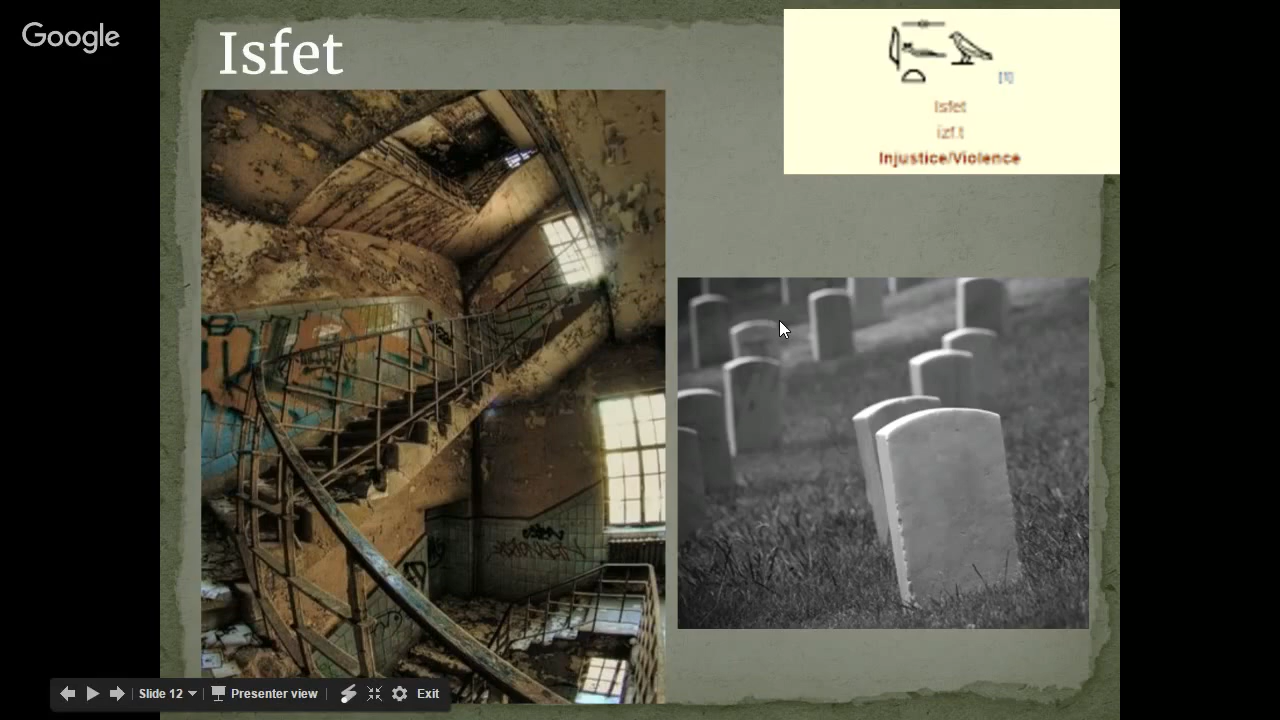 Google
Isfet
[1]
Isfet
izf.t
Injustice/Violence
Slide 12
Presenter view
Exit